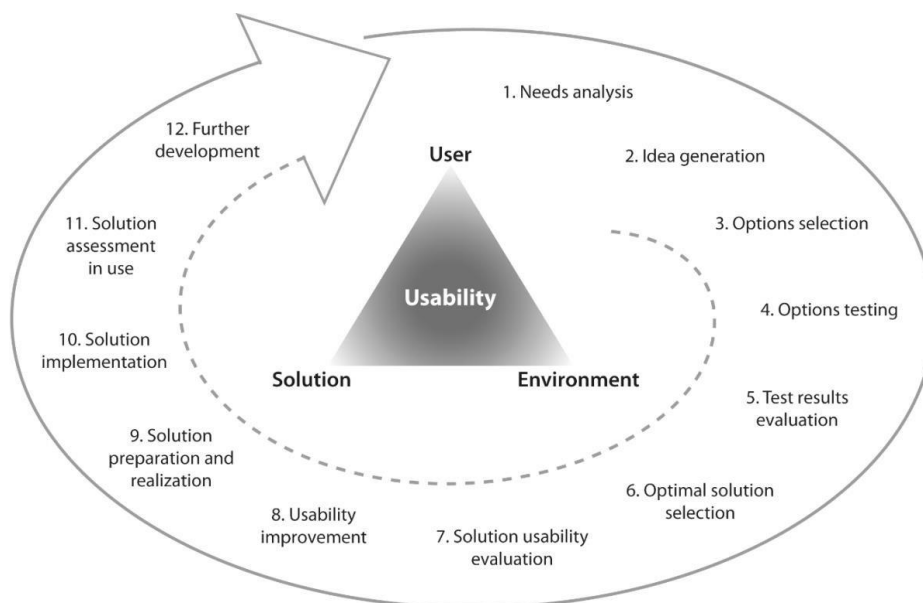 1. Needs analysis
2. Idea generation
3. Options selection
4. Options testing
5. Test results
evaluation
6. Optimal solution
selection
7. Solution usability
evaluation
8. Usability
improvement
9. Solution
preparation and
realization
10. Solution
implementation
11. Solution
assessment
in use
12. Further
development
User
Usability
Solution
Environment